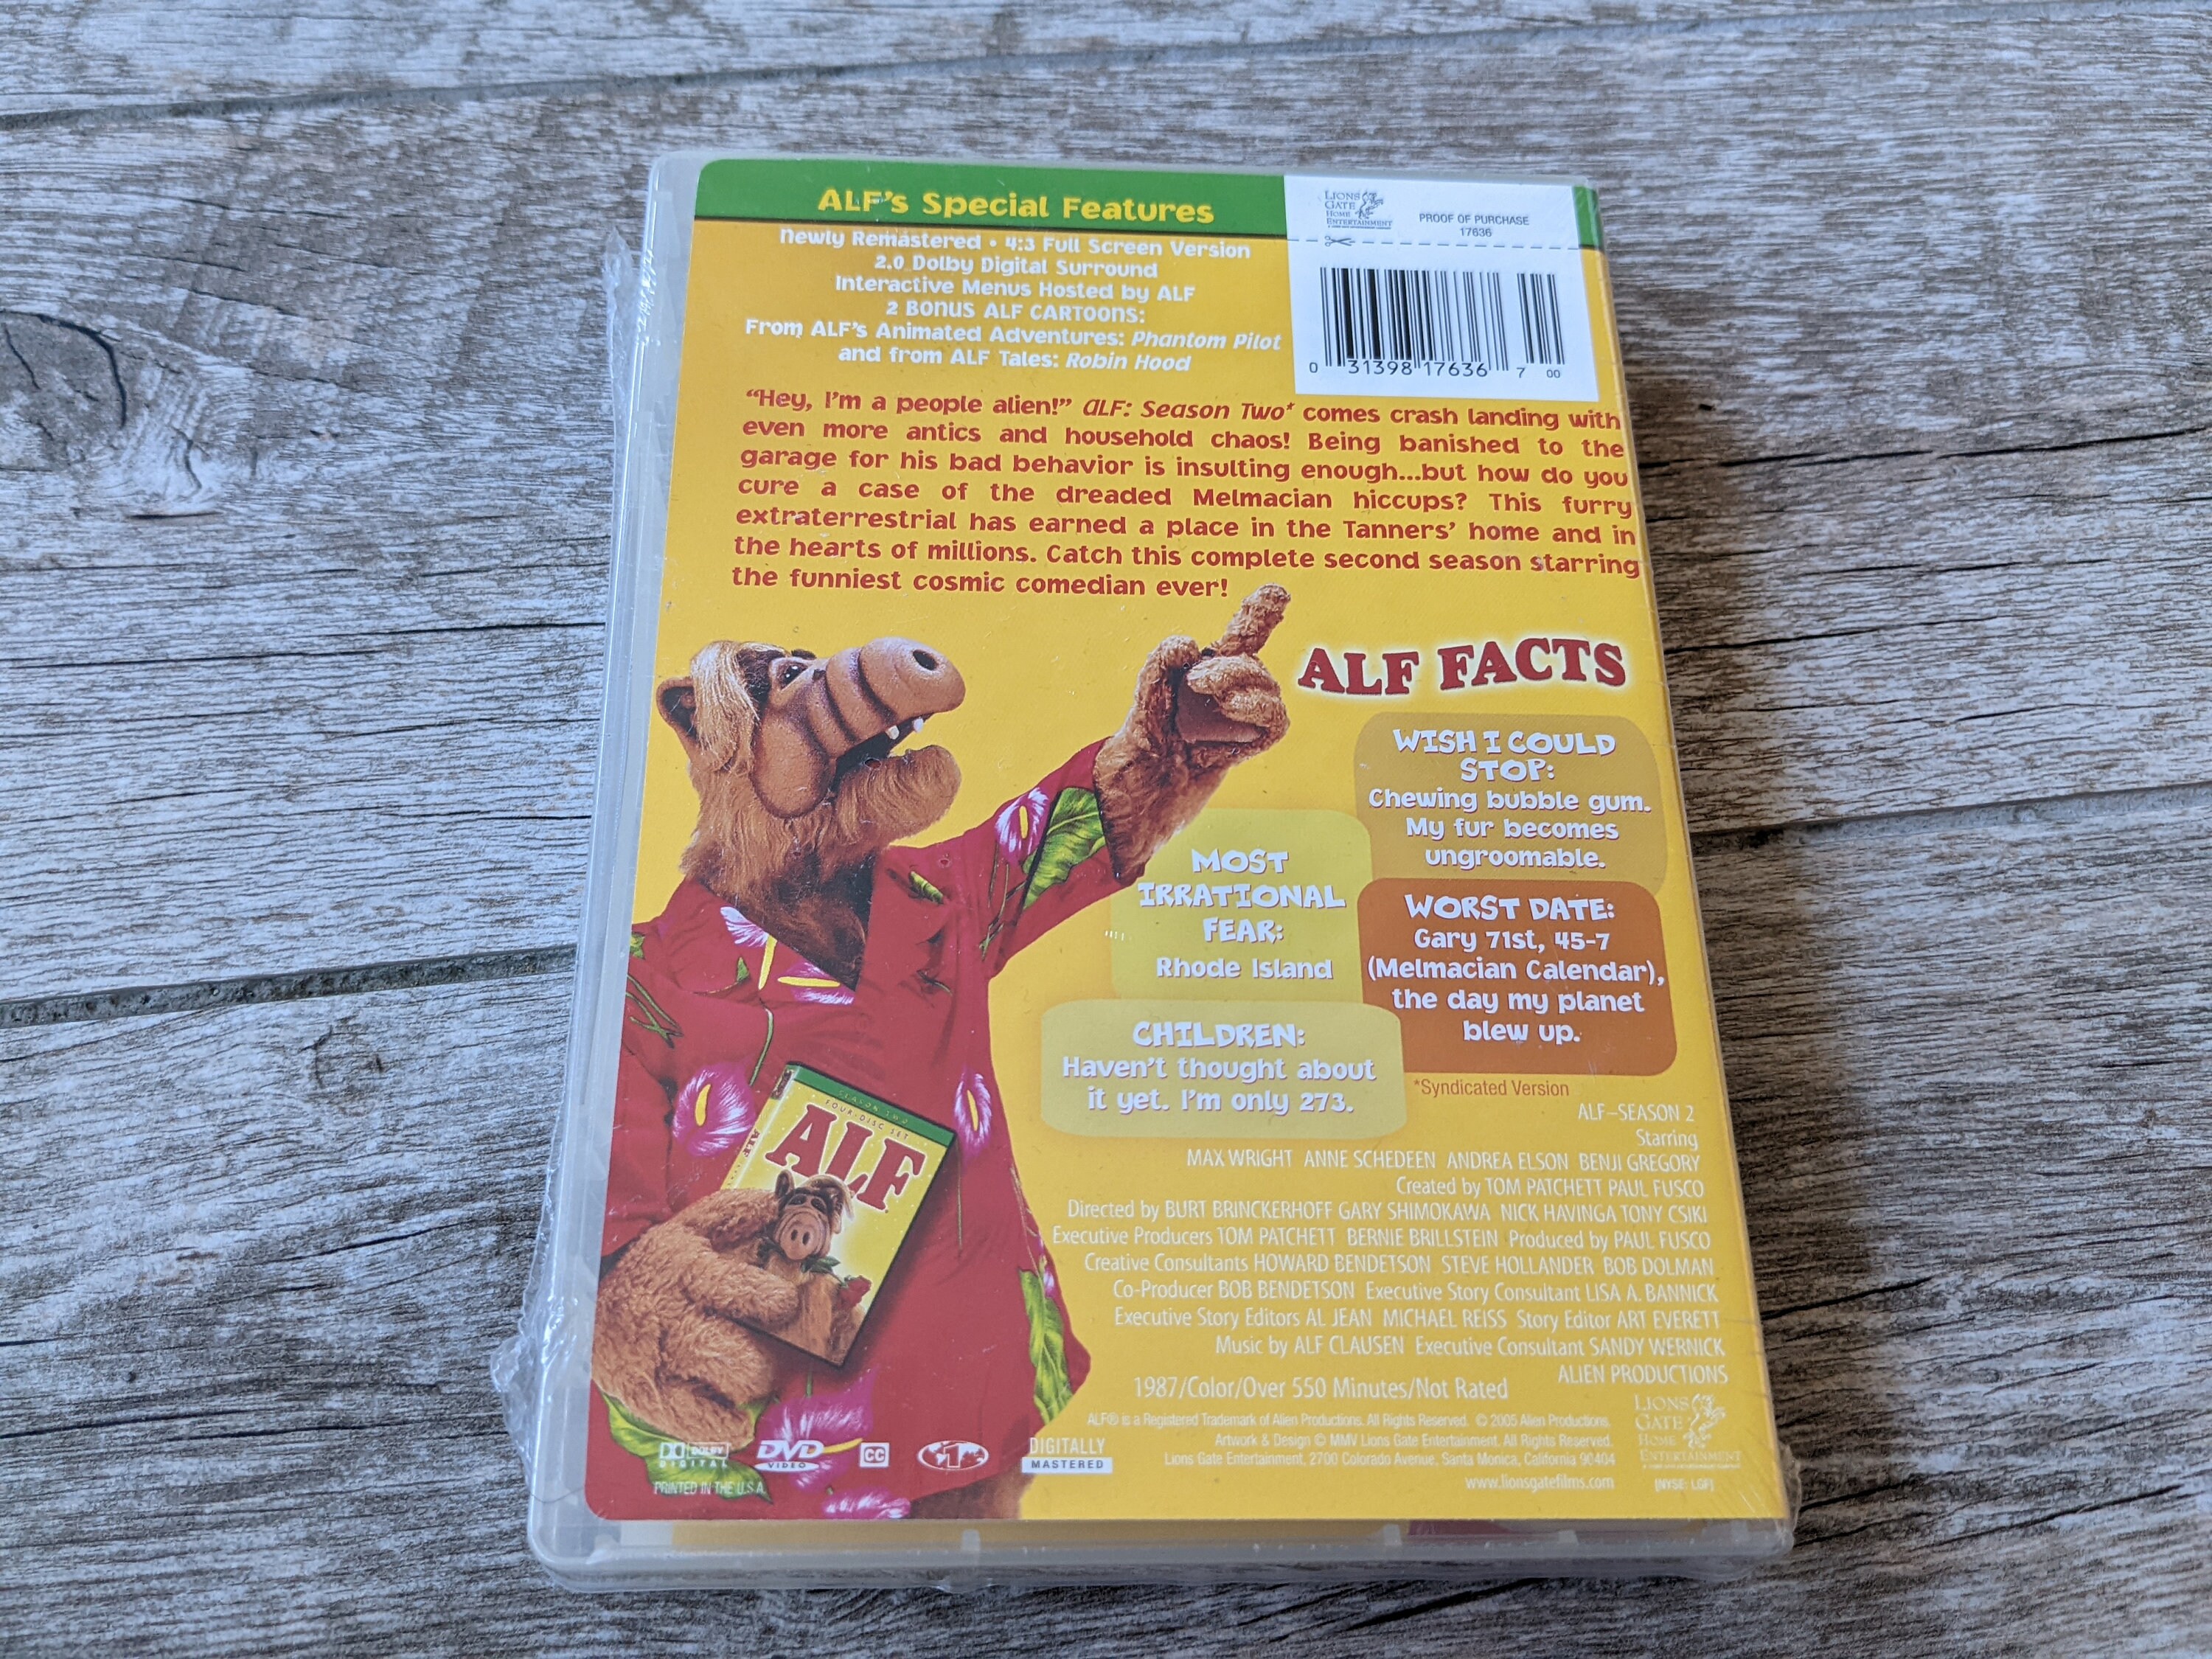 ALF's Special Features
Newly Remastered • 4:3 Full Screen Version
2.0 Dolby Digital Surround
Interactive Menus Hosted by ALF
2 BONUS ALF CARTOONS:
From ALF's Animated Adventures: Phantom Pilot
and from ALF Tales: Robin Hood
LIONS
GATE
HOME
ENTERTAINMENT
PROOF OF PURCHASE
17636
0 31398 17636 7 00
"Hey, I'm a people alien!" ALF: Season Two* comes crash landing with
even more antics and household chaos! Being banished to the
garage for his bad behavior is insulting enough...but how do you
cure a case of the dreaded Melmacian hiccups? This furry
extraterrestrial has earned a place in the Tanners' home and in
the hearts of millions. Catch this complete second season starring
the funniest cosmic comedian ever!
ALF FACTS
WISH I COULD
STOP:
Chewing bubble gum.
My fur becomes
ungroomable.
MOST
IRRATIONAL
FEAR:
Rhode Island
WORST DATE:
Gary 71st, 45-7
(Melmacian Calendar),
the day my planet
blew up.
CHILDREN:
Haven't thought about
it yet. I'm only 273.
*Syndicated Version
SEASON TWO
FOUR-DISC SET
ALF
ALF
ALF–SEASON 2
Starring
MAX WRIGHT ANNE SCHEDEEN ANDREA ELSON BENJI GREGORY
Created by TOM PATCHETT PAUL FUSCO
Directed by BURT BRINCKERHOFF GARY SHIMOKAWA NICK HAVINGA TONY CSIKI
Executive Producers TOM PATCHETT BERNIE BRILLSTEIN Produced by PAUL FUSCO
Creative Consultants HOWARD BENDETSON STEVE HOLLANDER BOB DOLMAN
Co-Producer BOB BENDETSON Executive Story Consultant LISA A. BANNICK
Executive Story Editors AL JEAN MICHAEL REISS Story Editor ART EVERETT
Music by ALF CLAUSEN Executive Consultant SANDY WERNICK
ALIEN PRODUCTIONS
1987/Color/Over 550 Minutes/Not Rated
ALF® is a Registered Trademark of Alien Productions. All Rights Reserved. © 2005 Alien Productions.
Artwork & Design © MMV Lions Gate Entertainment. All Rights Reserved.
Lions Gate Entertainment, 2700 Colorado Avenue, Santa Monica, California 90404
www.lionsgatefilms.com
LIONS
GATE
HOME
ENTERTAINMENT
[NYSE: LGF]
DOLBY
DIGITAL
DVD
VIDEO
CC
1
DIGITALLY
MASTERED
PRINTED IN THE U.S.A.